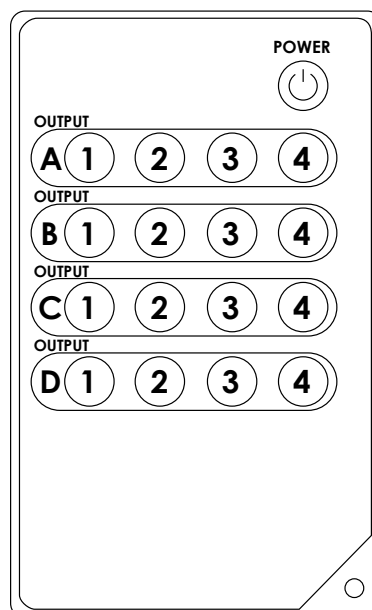 POWER
OUTPUT
A 1 2 3 4
OUTPUT
B 1 2 3 4
OUTPUT
C 1 2 3 4
OUTPUT
D 1 2 3 4